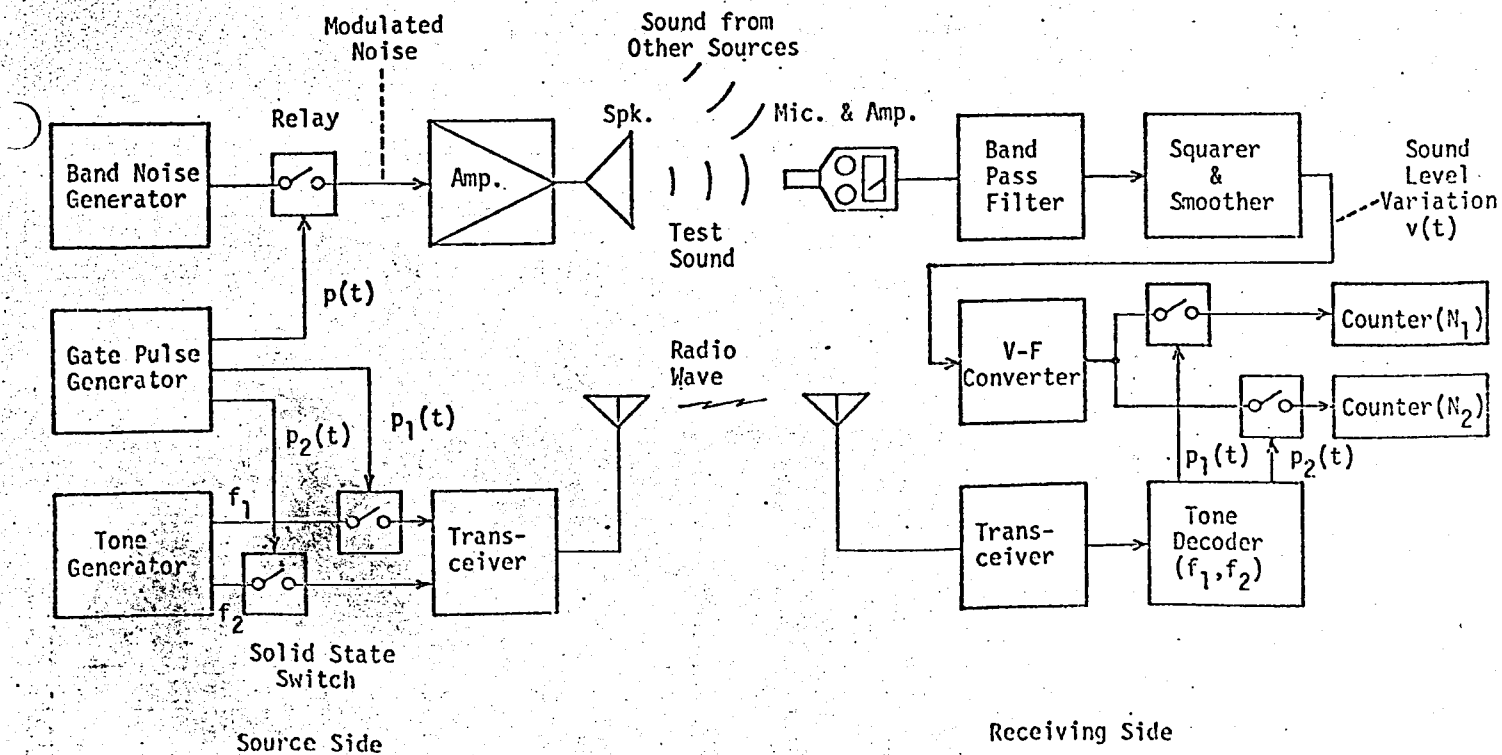 Modulated
Noise
Sound from
Other Sources
Relay
Spk.
Mic. & Amp.
Band Noise
Generator
Amp.
Band
Pass
Filter
Squarer
&
Smoother
Sound
Level
Variation
v(t)
Test
Sound
p(t)
Gate Pulse
Generator
Radio
Wave
V-F
Converter
Counter(N1)
Counter(N2)
p1(t)
p2(t)
p1(t)
p2(t)
Tone
Generator
f1
f2
Trans-
ceiver
Trans-
ceiver
Tone
Decoder
(f1,f2)
Solid State
Switch
Source Side
Receiving Side